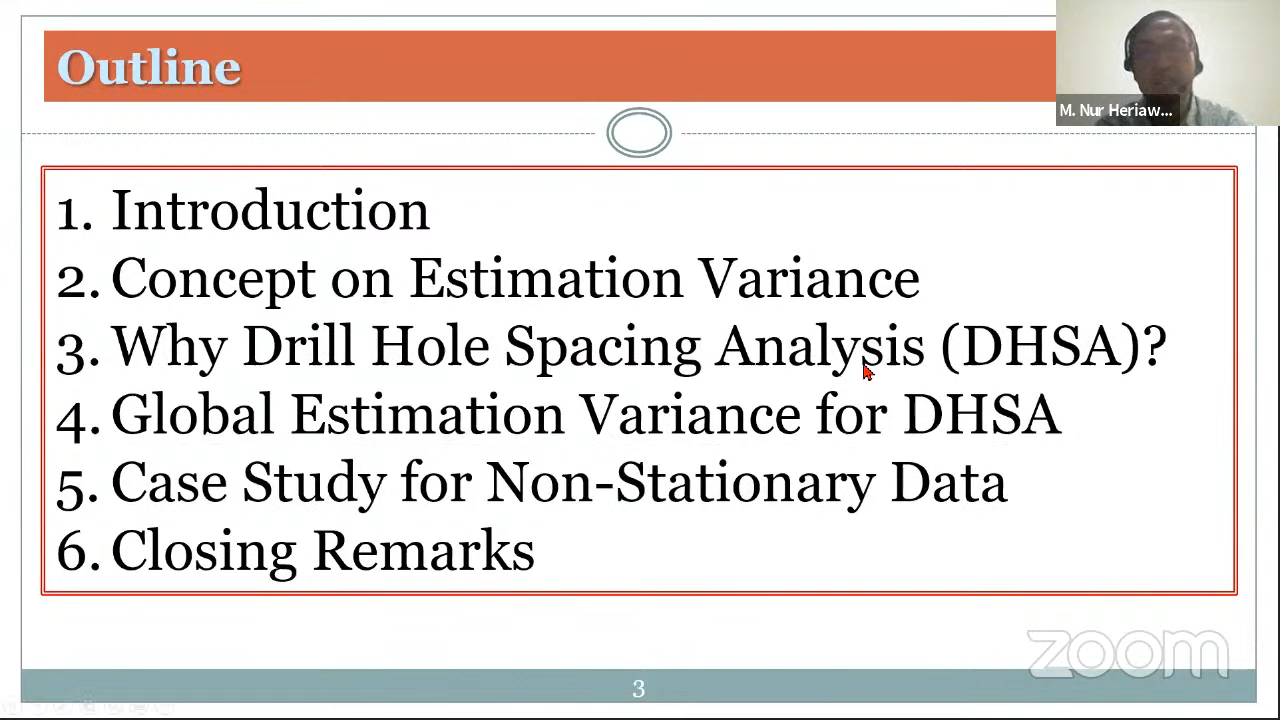 Outline
M. Nur Heriaw...
1. Introduction
2. Concept on Estimation Variance
3. Why Drill Hole Spacing Analysis (DHSA)?
4. Global Estimation Variance for DHSA
5. Case Study for Non-Stationary Data
6. Closing Remarks
zoom
3